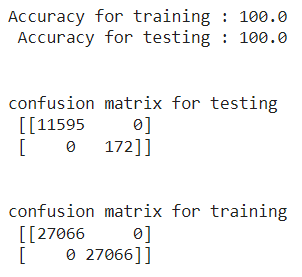 Accuracy for training : 100.0
Accuracy for testing : 100.0
confusion matrix for testing
[[11595 0]
[ 0 172]]
confusion matrix for training
[[27066 0]
[ 0 27066]]